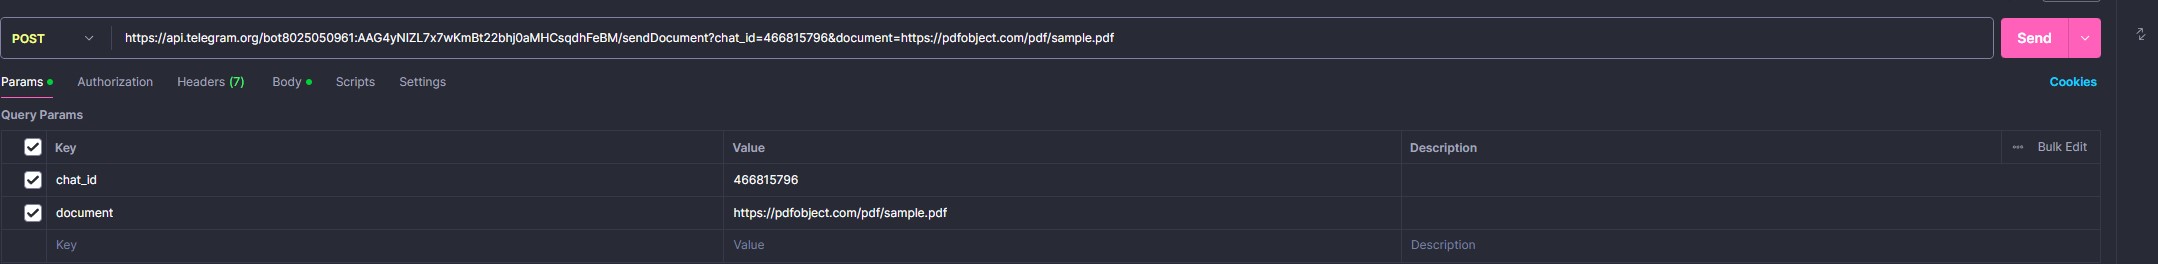 POST https://api.telegram.org/bot8025050961:AAG4yNIZL7x7wKmBt22bhj0aMHCsqdhFeBM/sendDocument?chat_id=466815796&document=https://pdfobject.com/pdf/sample.pdf Send
Params Authorization Headers (7) Body Scripts Settings Cookies
Query Params
Key Value Description Bulk Edit
chat_id 466815796
document https://pdfobject.com/pdf/sample.pdf
Key Value Description